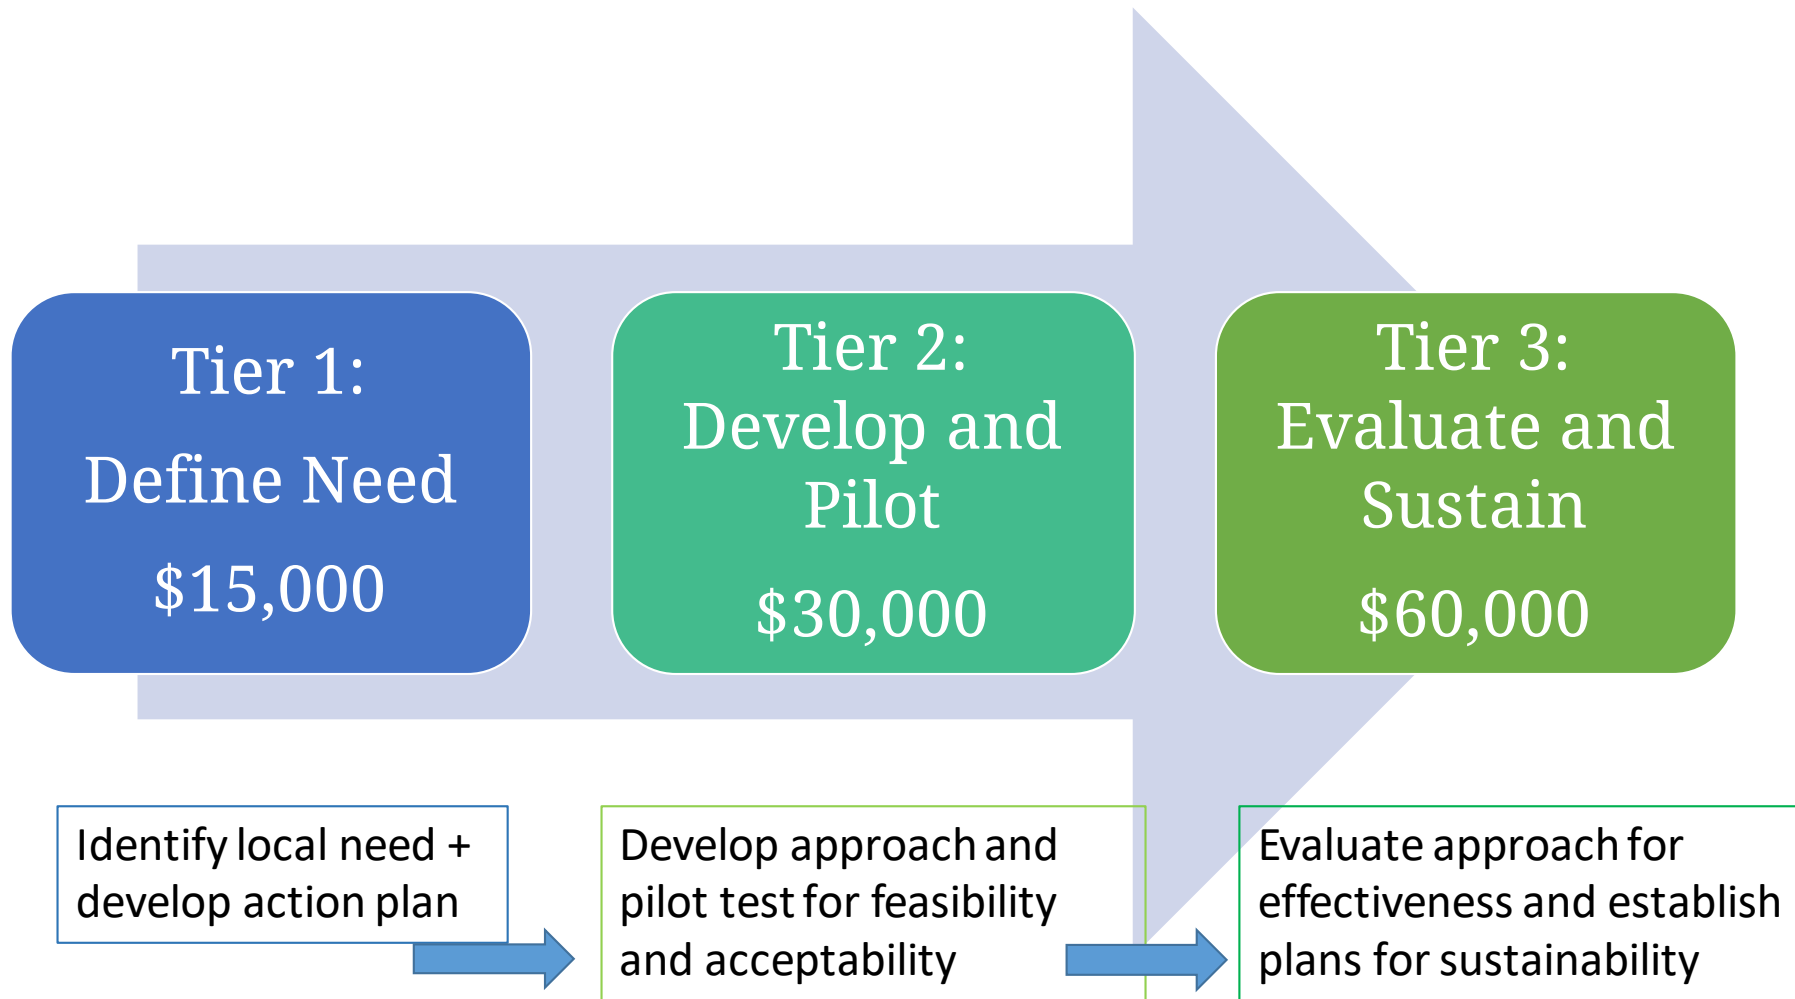 Tier 1:
Define Need
$15,000
Tier 2:
Develop and
Pilot
$30,000
Tier 3:
Evaluate and
Sustain
$60,000
Identify local need +
develop action plan
Develop approach and
pilot test for feasibility
and acceptability
Evaluate approach for
effectiveness and establish
plans for sustainability